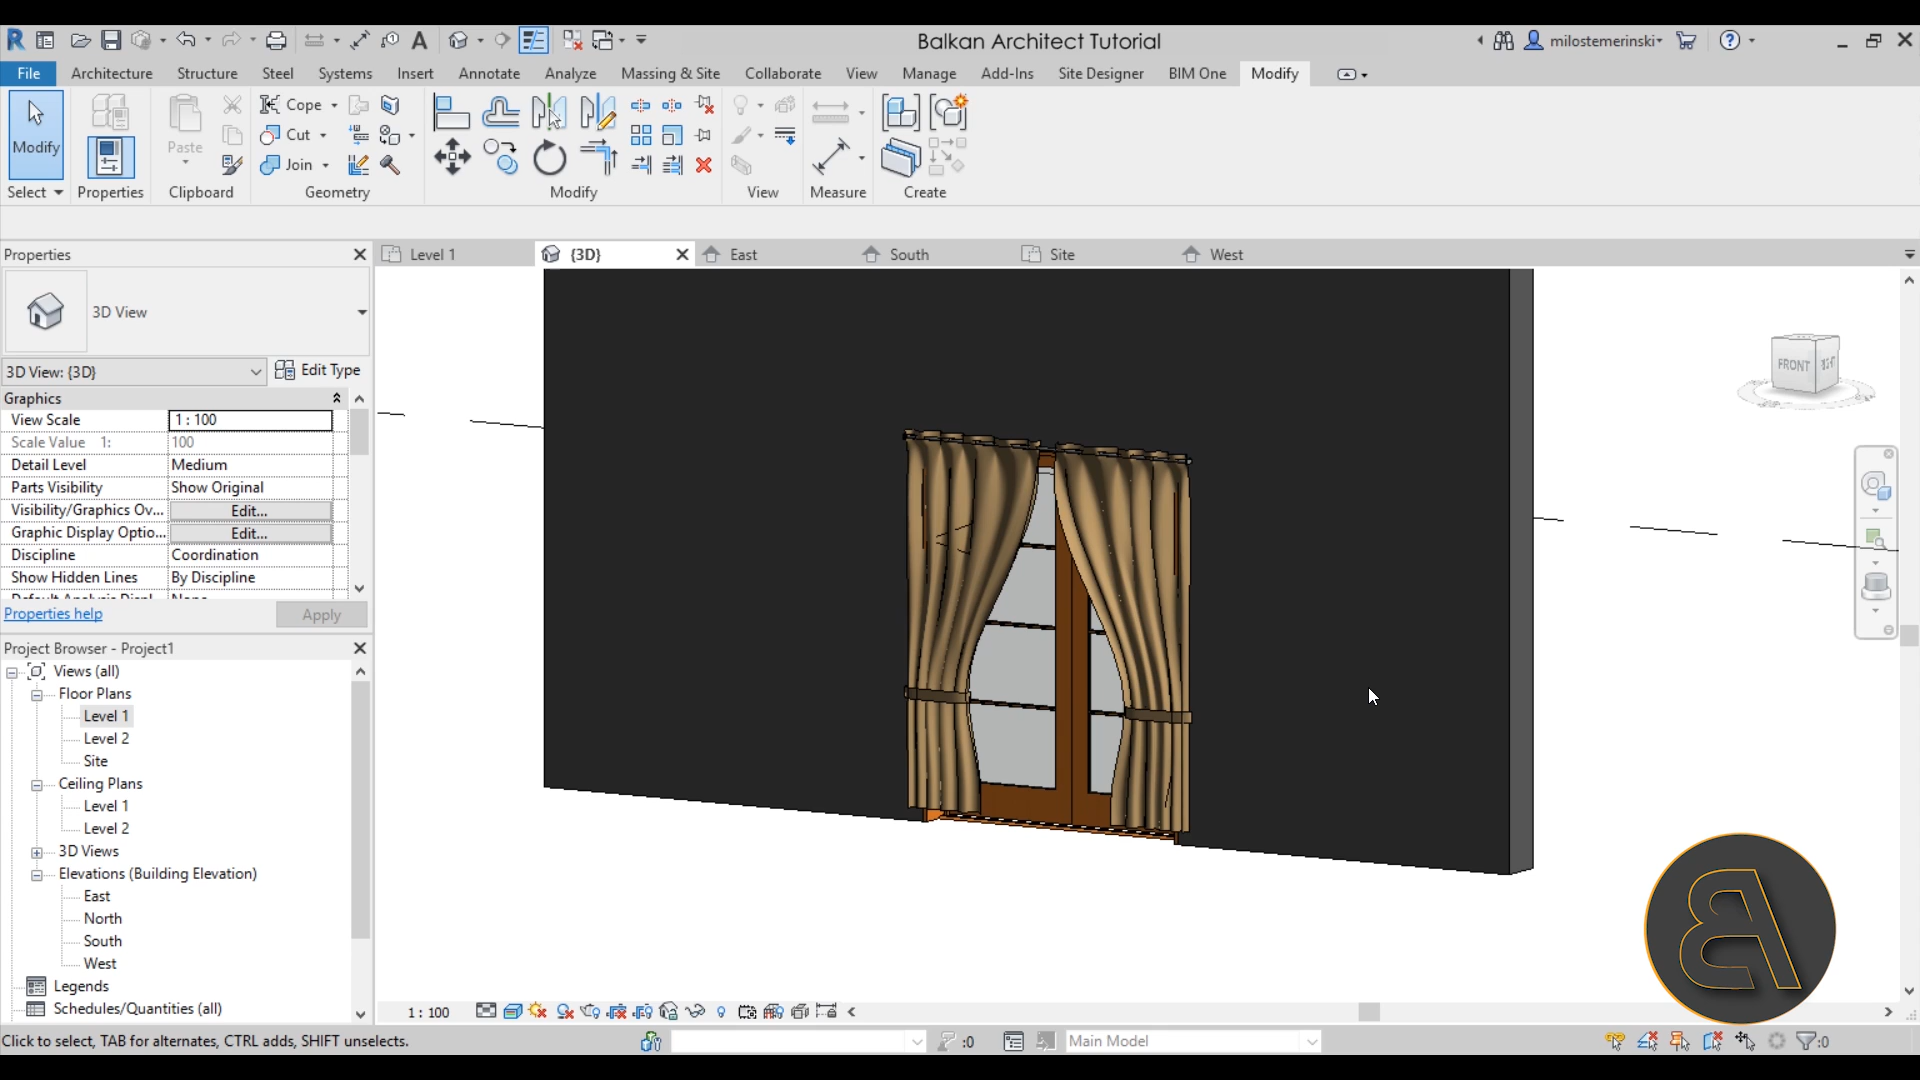 Balkan Architect Tutorial
milostemerinski
File Architecture Structure Steel Systems Insert Annotate Analyze Massing & Site Collaborate View Manage Add-Ins Site Designer BIM One Modify
Modify
Paste
Cope
Cut
Join
Select Properties Clipboard Geometry Modify View Measure Create
Properties
Level 1 {3D} East South Site West
3D View
3D View: {3D} Edit Type
Graphics
View Scale 1 : 100
Scale Value 1: 100
Detail Level Medium
Parts Visibility Show Original
Visibility/Graphics Ov... Edit...
Graphic Display Optio... Edit...
Discipline Coordination
Show Hidden Lines By Discipline
Properties help Apply
FRONT
Project Browser - Project1
Views (all)
Floor Plans
Level 1
Level 2
Site
Ceiling Plans
Level 1
Level 2
3D Views
Elevations (Building Elevation)
East
North
South
West
Legends
Schedules/Quantities (all)
1 : 100
Click to select, TAB for alternates, CTRL adds, SHIFT unselects.
:0
Main Model
:0